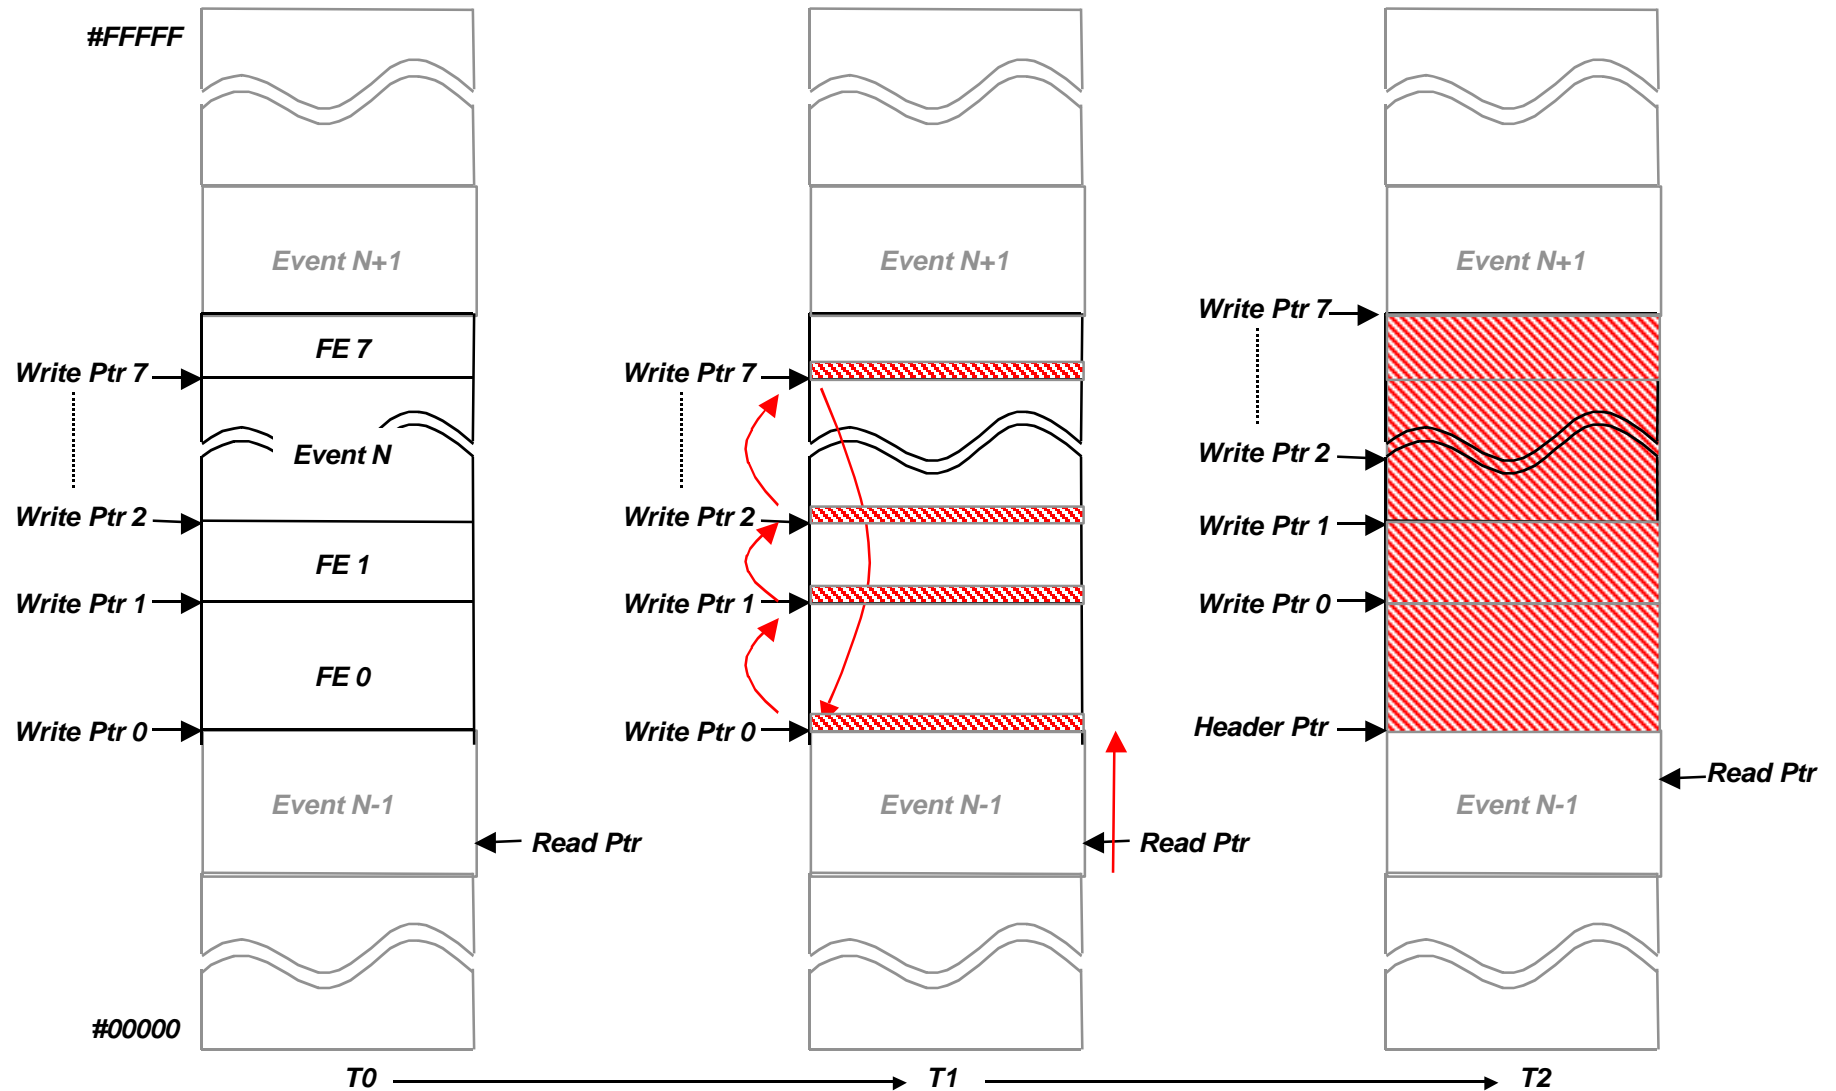 #FFFFF
Event N+1
FE 7
Write Ptr 7
Event N
Write Ptr 2
FE 1
Write Ptr 1
FE 0
Write Ptr 0
Event N-1
Read Ptr
#00000
T0
Event N+1
Write Ptr 7
Write Ptr 2
Write Ptr 1
Write Ptr 0
Event N-1
Read Ptr
T1
Event N+1
Write Ptr 7
Write Ptr 2
Write Ptr 1
Write Ptr 0
Header Ptr
Read Ptr
Event N-1
T2